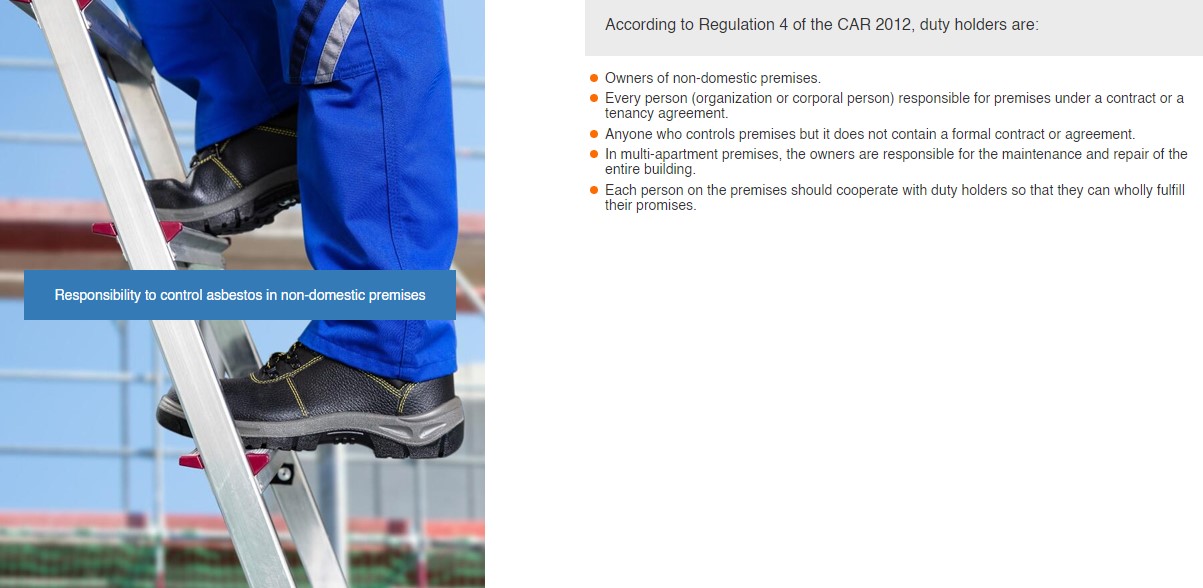 According to Regulation 4 of the CAR 2012, duty holders are:
Owners of non-domestic premises.
Every person (organization or corporal person) responsible for premises under a contract or a
tenancy agreement.
Anyone who controls premises but it does not contain a formal contract or agreement.
In multi-apartment premises, the owners are responsible for the maintenance and repair of the
entire building.
Each person on the premises should cooperate with duty holders so that they can wholly fulfill
their promises.
Responsibility to control asbestos in non-domestic premises